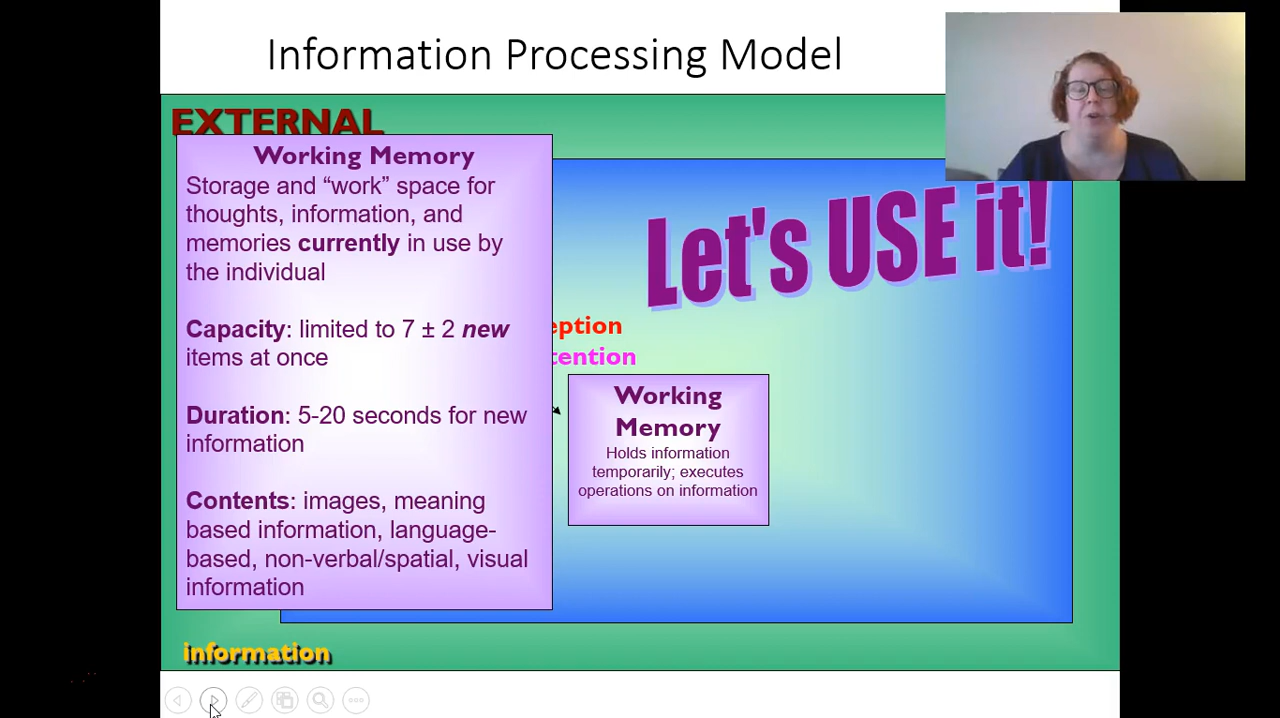 Information Processing Model
EXTERNAL
Working Memory
Storage and “work” space for
thoughts, information, and
memories currently in use by
the individual
Capacity: limited to 7 ± 2 new
items at once
Duration: 5-20 seconds for new
information
Contents: images, meaning
based information, language-
based, non-verbal/spatial, visual
information
Let's USE it!
eption
tention
Working
Memory
Holds information
temporarily; executes
operations on information
information